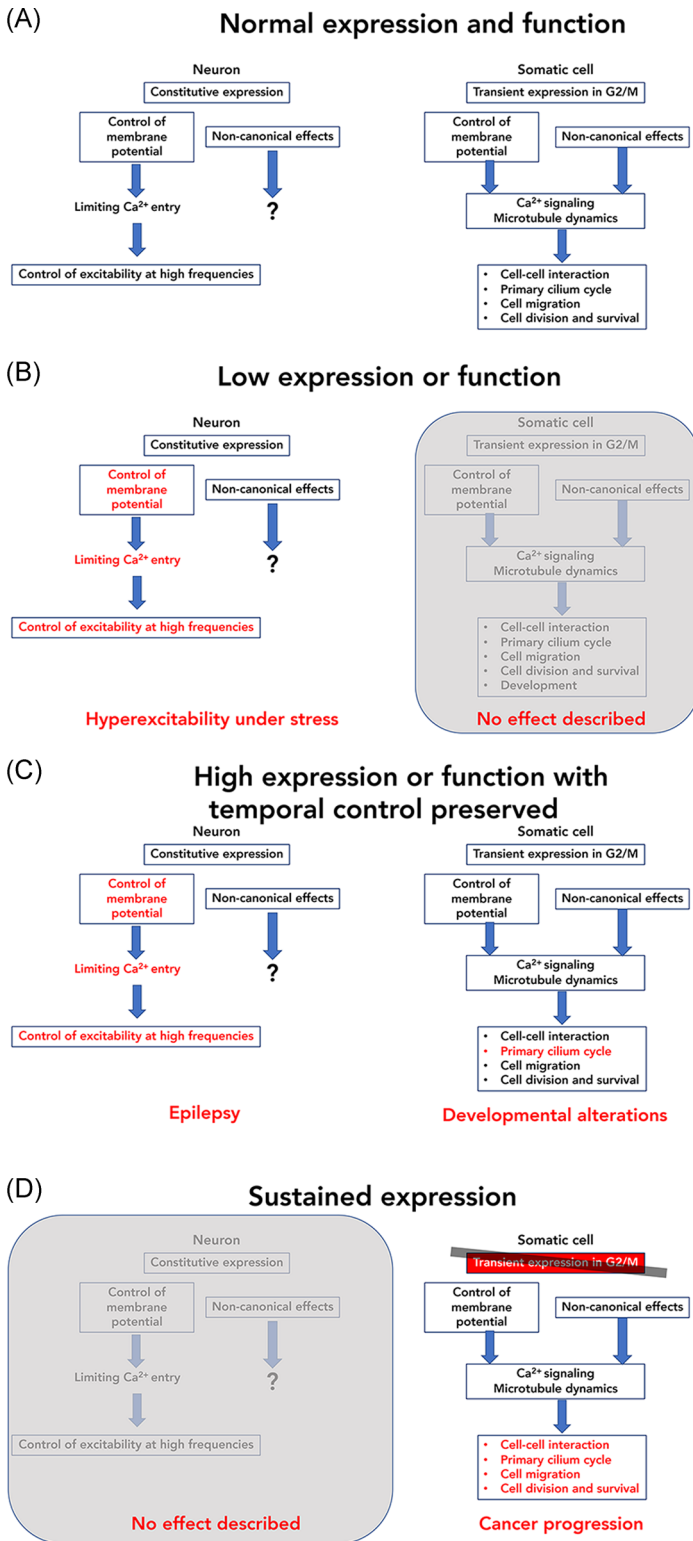 (A)
Normal expression and function
Neuron
Constitutive expression
Control of
membrane
potential
Non-canonical effects
Limiting Ca²⁺ entry
?
Control of excitability at high frequencies
Somatic cell
Transient expression in G2/M
Control of
membrane
potential
Non-canonical effects
Ca²⁺ signaling
Microtubule dynamics
• Cell-cell interaction
• Primary cilium cycle
• Cell migration
• Cell division and survival
(B)
Low expression or function
Neuron
Constitutive expression
Control of
membrane
potential
Non-canonical effects
Limiting Ca²⁺ entry
?
Control of excitability at high frequencies
Hyperexcitability under stress
Somatic cell
Transient expression in G2/M
Control of
membrane
potential
Non-canonical effects
Ca²⁺ signaling
Microtubule dynamics
• Cell-cell interaction
• Primary cilium cycle
• Cell migration
• Cell division and survival
• Development
No effect described
(C)
High expression or function with
temporal control preserved
Neuron
Constitutive expression
Control of
membrane
potential
Non-canonical effects
Limiting Ca²⁺ entry
?
Control of excitability at high frequencies
Epilepsy
Somatic cell
Transient expression in G2/M
Control of
membrane
potential
Non-canonical effects
Ca²⁺ signaling
Microtubule dynamics
• Cell-cell interaction
• Primary cilium cycle
• Cell migration
• Cell division and survival
Developmental alterations
(D)
Sustained expression
Neuron
Constitutive expression
Control of
membrane
potential
Non-canonical effects
Limiting Ca²⁺ entry
?
Control of excitability at high frequencies
No effect described
Somatic cell
Transient expression in G2/M
Control of
membrane
potential
Non-canonical effects
Ca²⁺ signaling
Microtubule dynamics
• Cell-cell interaction
• Primary cilium cycle
• Cell migration
• Cell division and survival
Cancer progression